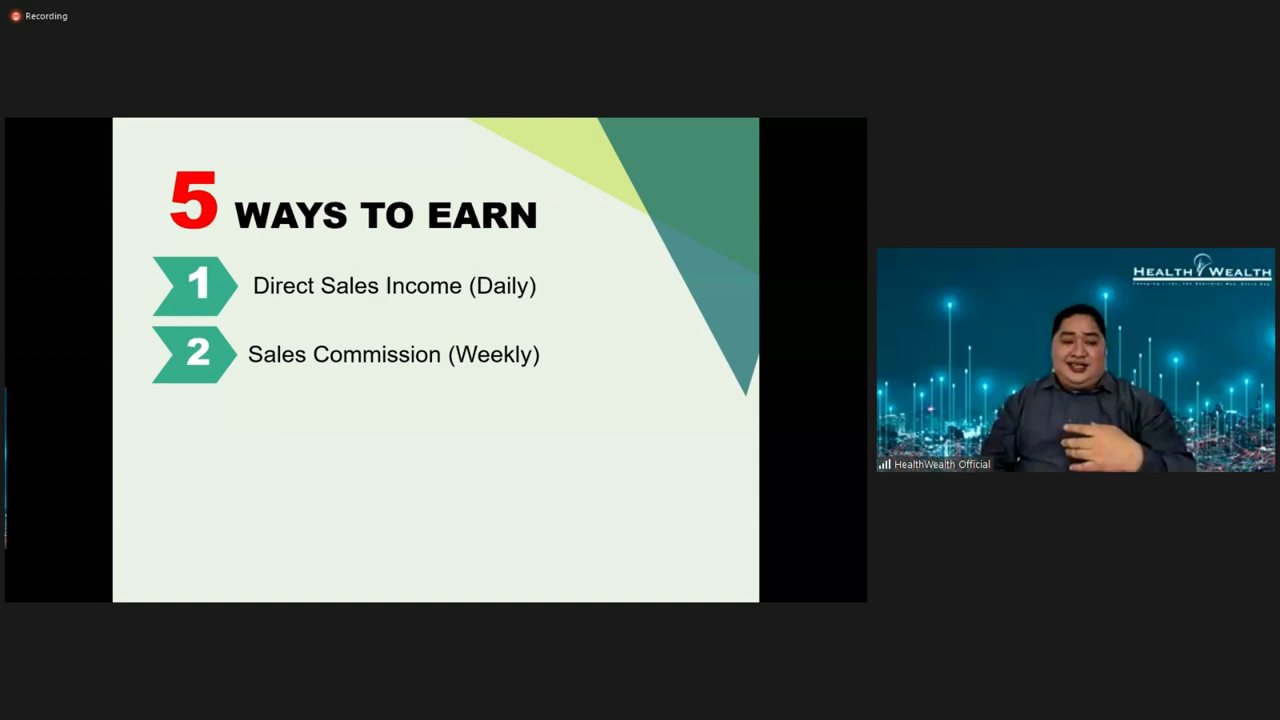 Recording
5 WAYS TO EARN
1 Direct Sales Income (Daily)
2 Sales Commission (Weekly)
HEALTH WEALTH
HealthWealth Official